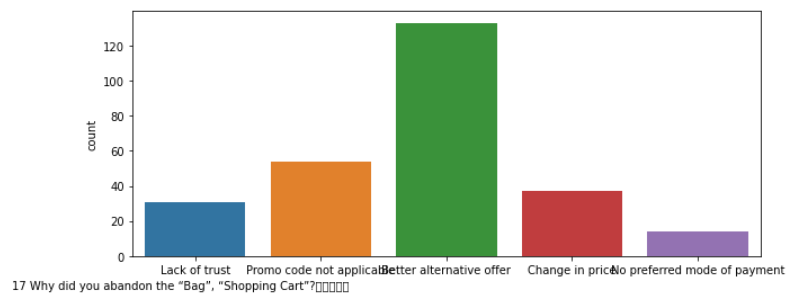 120
100
80
60
40
20
0
count
Lack of trust
Promo code not applicable
Better alternative offer
Change in price
No preferred mode of payment
17 Why did you abandon the “Bag”, “Shopping Cart”?